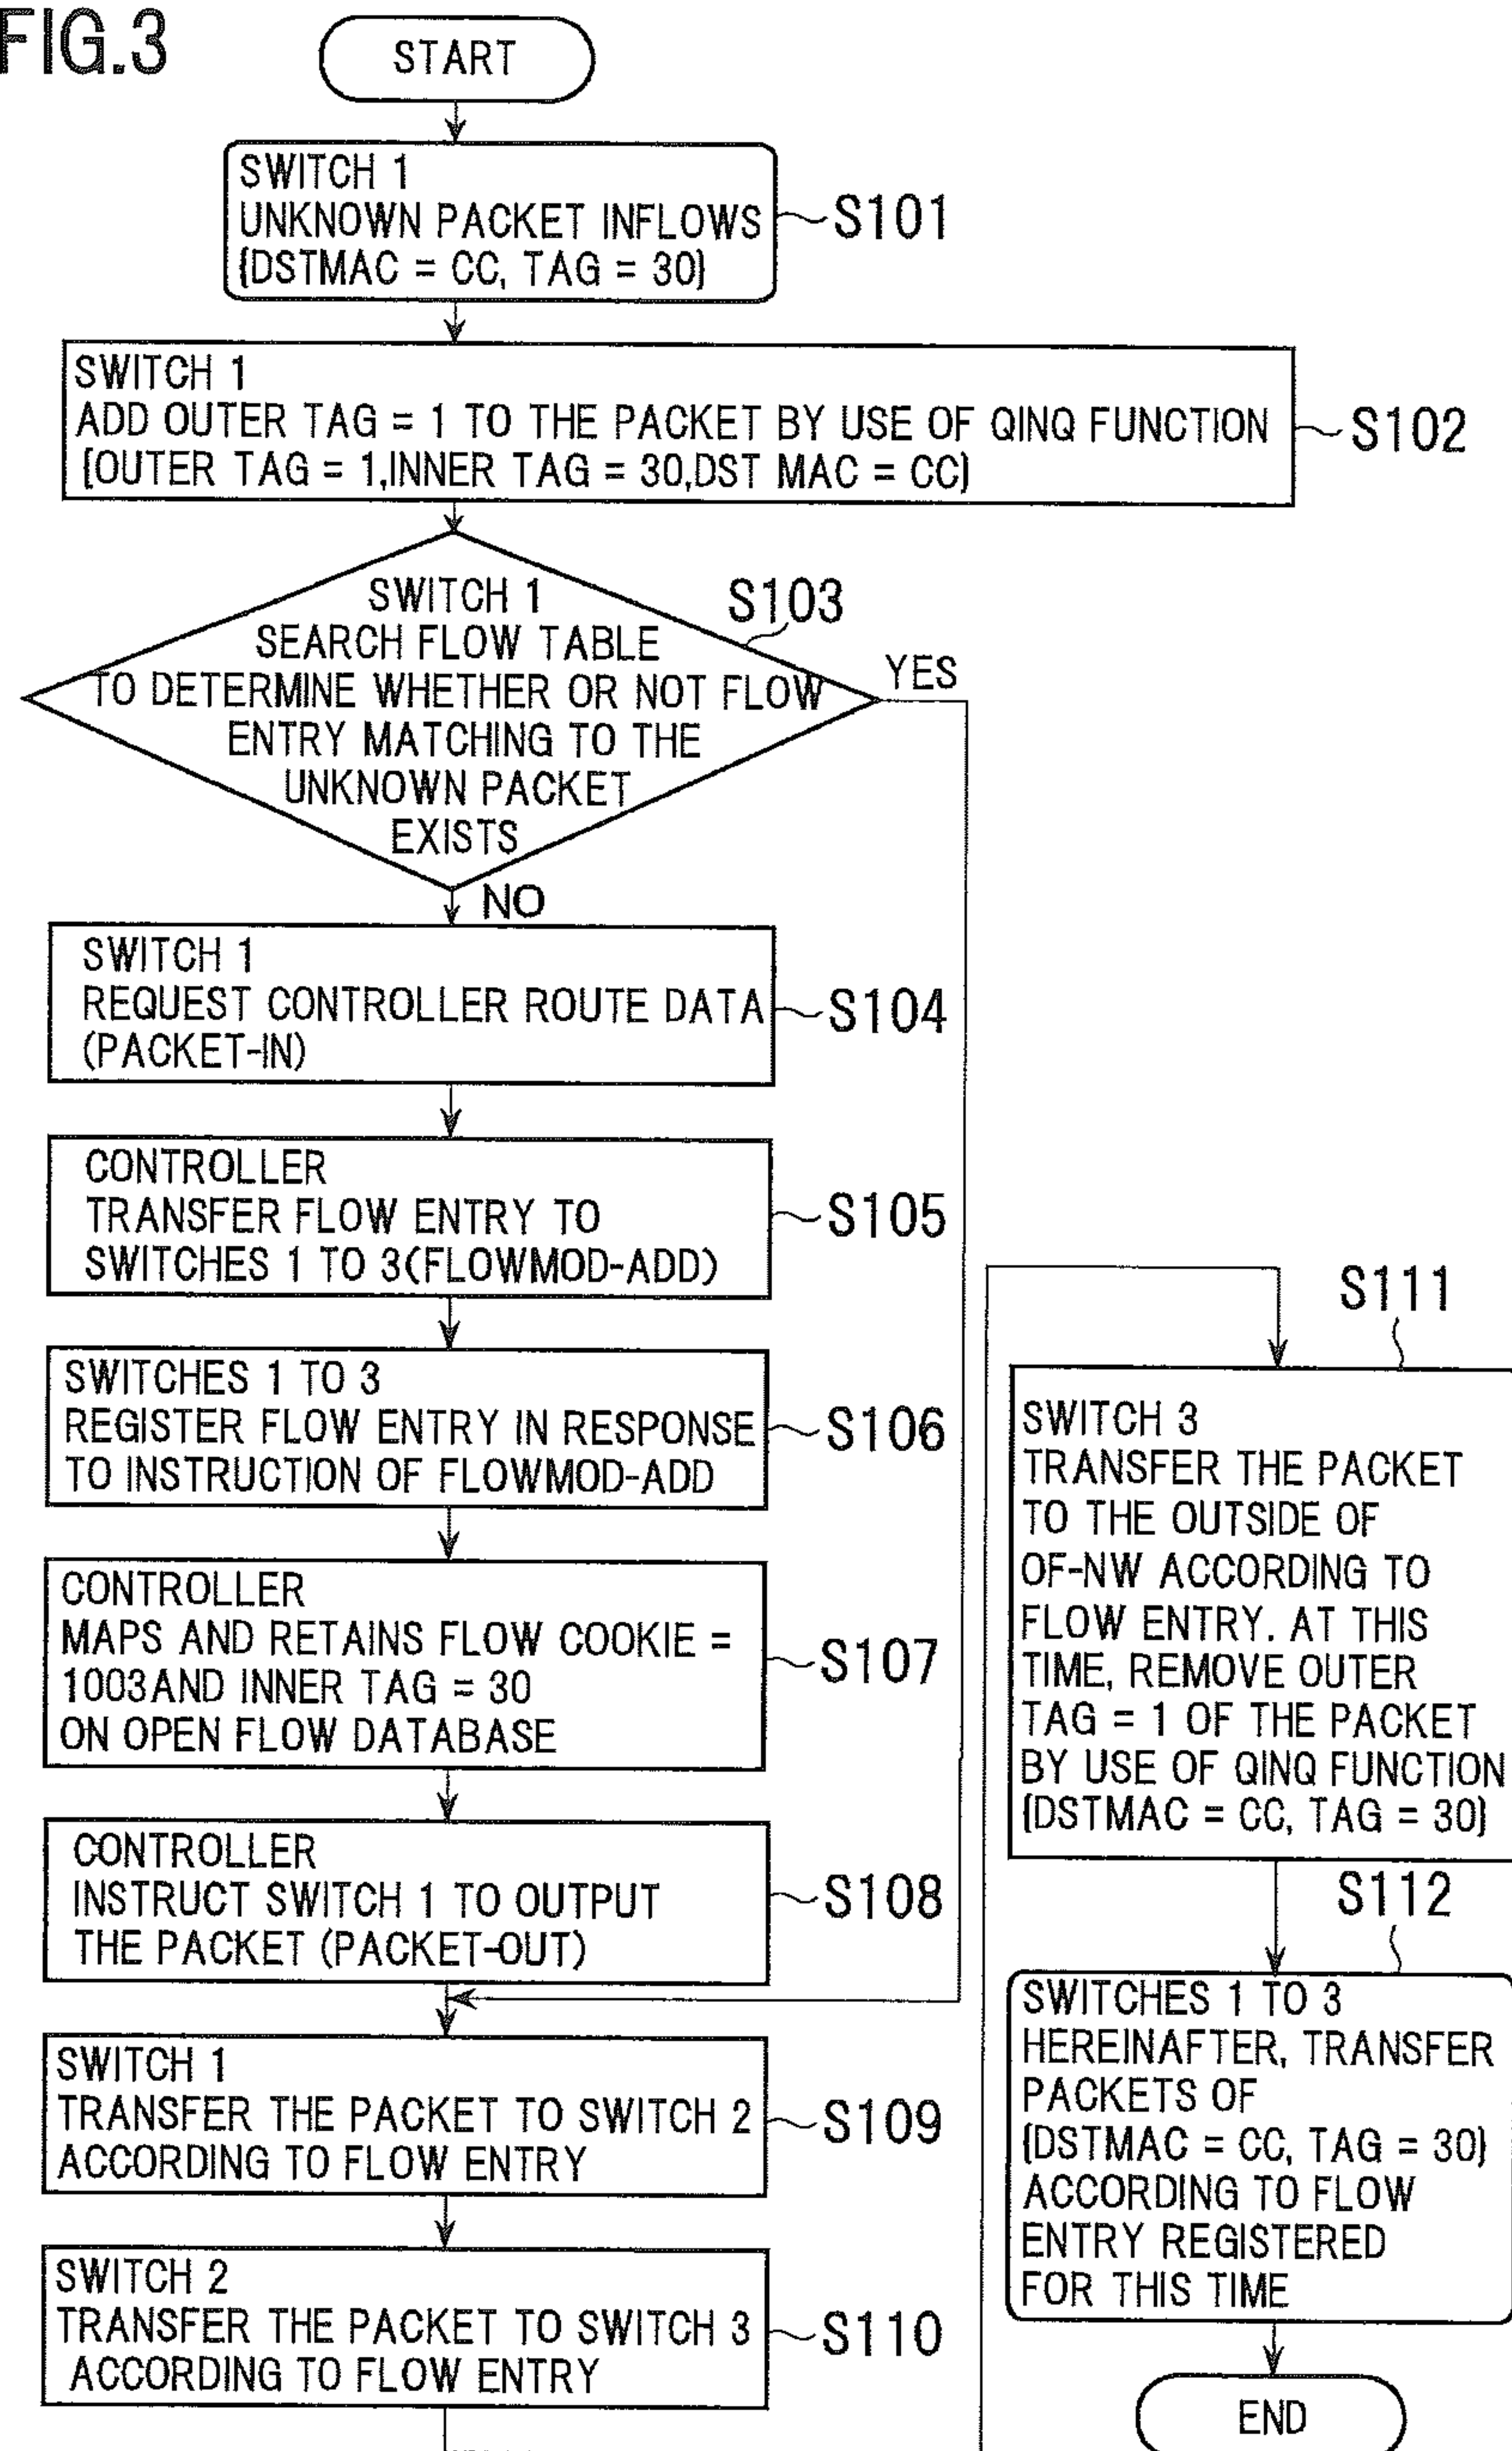 FIG.3
START
SWITCH 1
UNKNOWN PACKET INFLOWS
(DSTMAC = CC, TAG = 30)
S101
SWITCH 1
ADD OUTER TAG = 1 TO THE PACKET BY USE OF QINQ FUNCTION
(OUTER TAG = 1,INNER TAG = 30,DST MAC = CC)
S102
SWITCH 1
SEARCH FLOW TABLE
TO DETERMINE WHETHER OR NOT FLOW
ENTRY MATCHING TO THE
UNKNOWN PACKET
EXISTS
S103
YES
NO
SWITCH 1
REQUEST CONTROLLER ROUTE DATA
(PACKET-IN)
S104
CONTROLLER
TRANSFER FLOW ENTRY TO
SWITCHES 1 TO 3(FLOWMOD-ADD)
S105
SWITCHES 1 TO 3
REGISTER FLOW ENTRY IN RESPONSE
TO INSTRUCTION OF FLOWMOD-ADD
S106
CONTROLLER
MAPS AND RETAINS FLOW COOKIE =
1003AND INNER TAG = 30
ON OPEN FLOW DATABASE
S107
CONTROLLER
INSTRUCT SWITCH 1 TO OUTPUT
THE PACKET (PACKET-OUT)
S108
SWITCH 1
TRANSFER THE PACKET TO SWITCH 2
ACCORDING TO FLOW ENTRY
S109
SWITCH 2
TRANSFER THE PACKET TO SWITCH 3
ACCORDING TO FLOW ENTRY
S110
S111
SWITCH 3
TRANSFER THE PACKET
TO THE OUTSIDE OF
OF-NW ACCORDING TO
FLOW ENTRY. AT THIS
TIME, REMOVE OUTER
TAG = 1 OF THE PACKET
BY USE OF QINQ FUNCTION
(DSTMAC = CC, TAG = 30)
S112
SWITCHES 1 TO 3
HEREINAFTER, TRANSFER
PACKETS OF
(DSTMAC = CC, TAG = 30)
ACCORDING TO FLOW
ENTRY REGISTERED
FOR THIS TIME
END